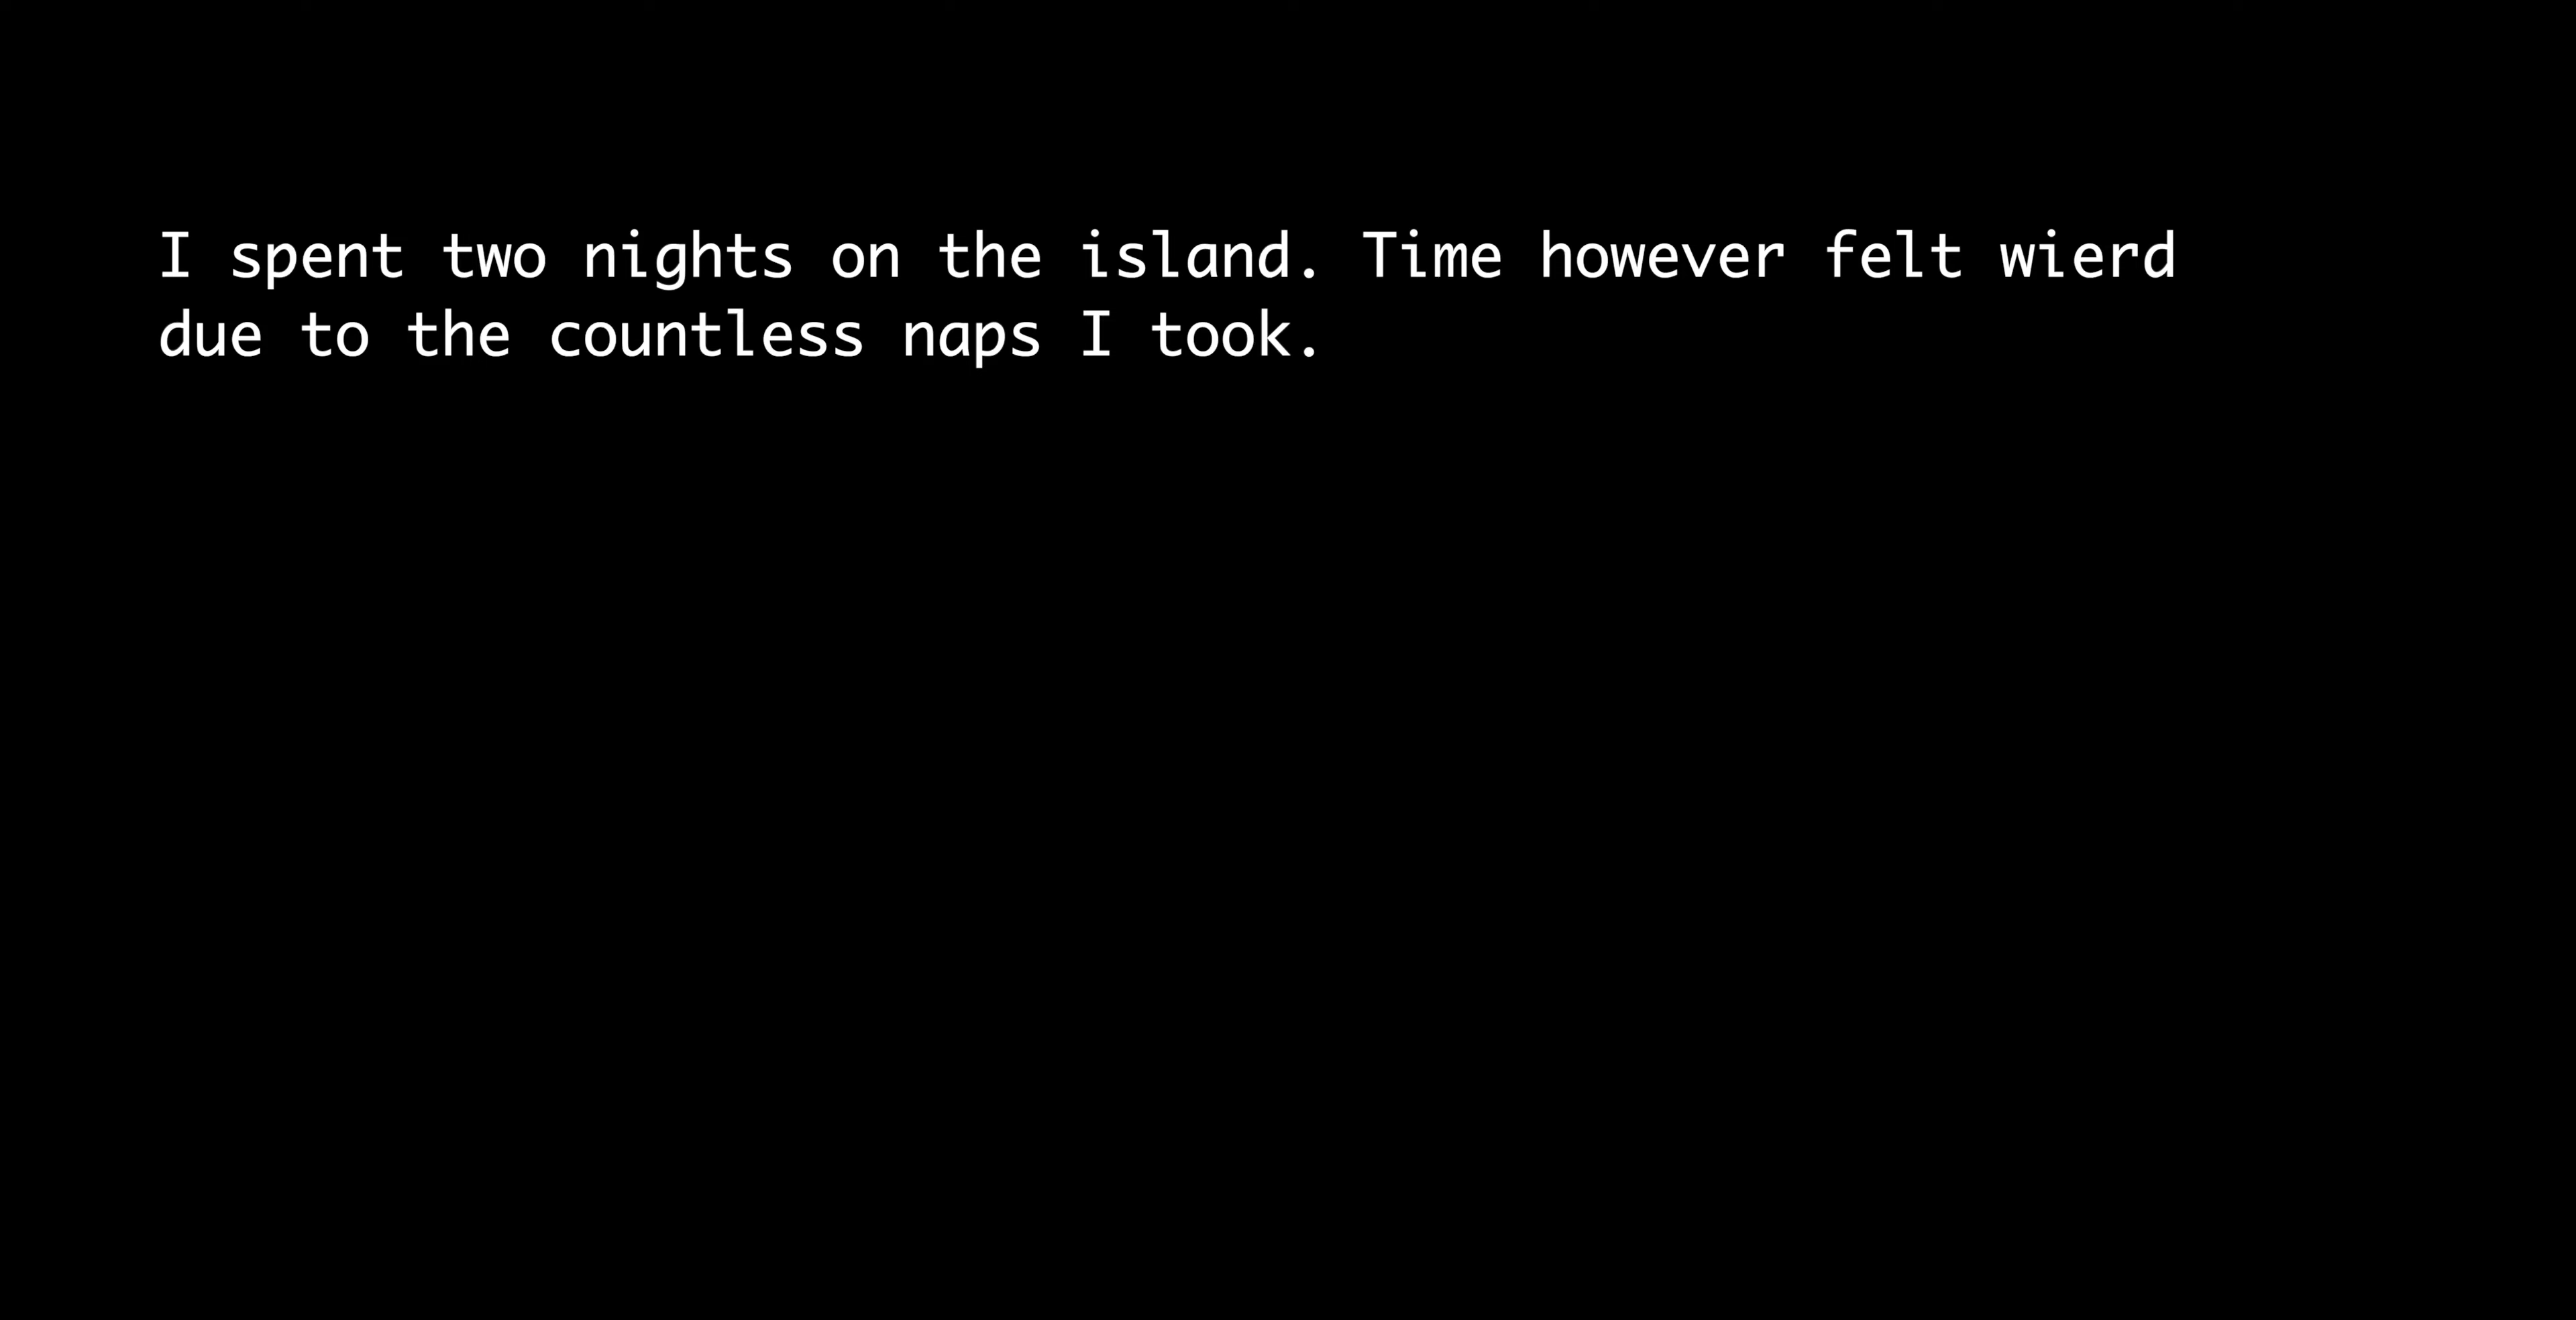 I spent two nights on the island. Time however felt wierd
due to the countless naps I took.